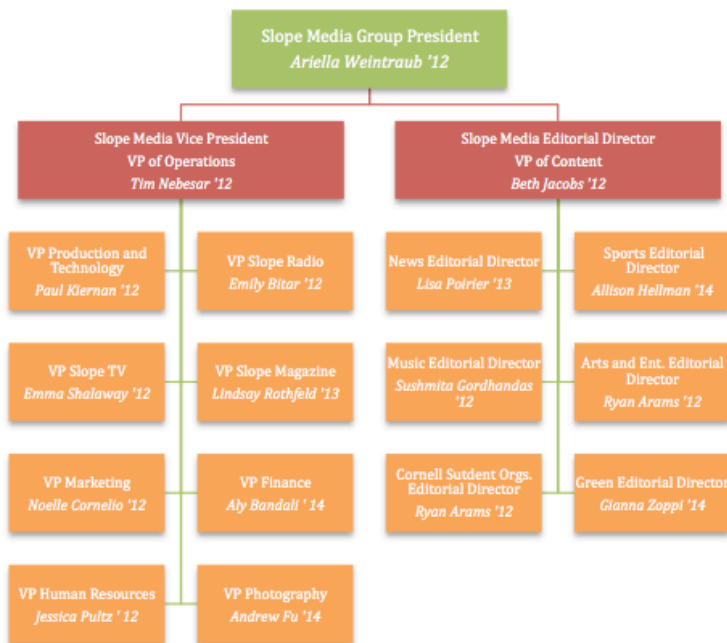 Slope Media Group President
Ariella Weintraub '12
Slope Media Vice President
VP of Operations
Tim Nebesar '12
Slope Media Editorial Director
VP of Content
Beth Jacobs '12
VP Production and
Technology
Paul Kiernan '12
VP Slope Radio
Emily Bitar '12
News Editorial Director
Lisa Poirier '13
Sports Editorial
Director
Allison Hellman '14
VP Slope TV
Emma Shalaway '12
VP Slope Magazine
Lindsay Rothfeld '13
Music Editorial Director
Sushmita Gordhandas
'12
Arts and Ent. Editorial
Director
Ryan Arams '12
VP Marketing
Noelle Cornelio '12
VP Finance
Aly Bandali ' 14
Cornell Sutdent Orgs.
Editorial Director
Ryan Arams '12
Green Editorial Director
Gianna Zoppi '14
VP Human Resources
Jessica Pultz ' 12
VP Photography
Andrew Fu '14